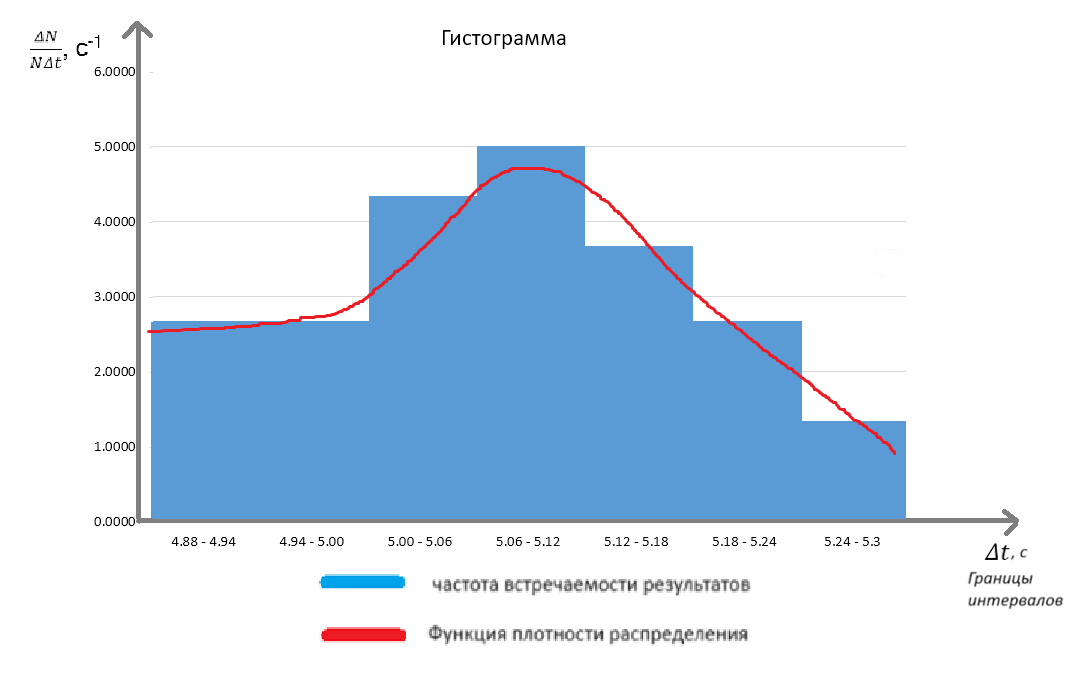 Гистограмма
ΔN
NΔt, c⁻¹
6.0000
5.0000
4.0000
3.0000
2.0000
1.0000
0.0000
4.88 - 4.94 4.94 - 5.00 5.00 - 5.06 5.06 - 5.12 5.12 - 5.18 5.18 - 5.24 5.24 - 5.3
Δt, c
Границы
интервалов
частота встречаемости результатов
Функция плотности распределения